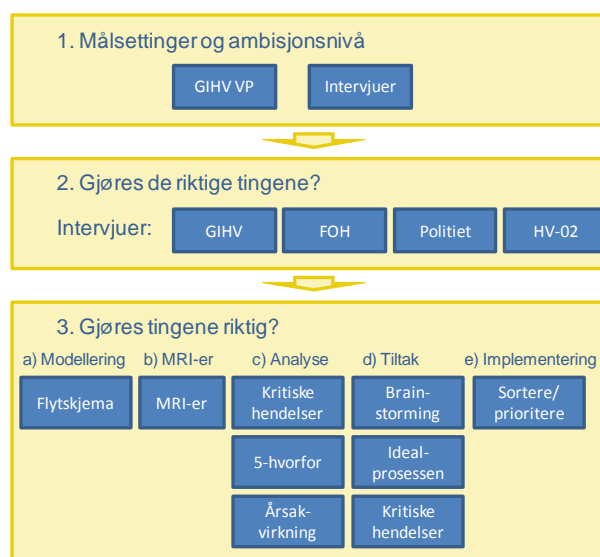 1. Målsettinger og ambisjonsnivå
GIHV VP
Intervjuer
2. Gjøres de riktige tingene?
Intervjuer:
GIHV
FOH
Politiet
HV-02
3. Gjøres tingene riktig?
a) Modellering
b) MRI-er
c) Analyse
d) Tiltak
e) Implementering
Flytskjema
MRI-er
Kritiske
hendelser
Brain-
storming
Sortere/
prioritere
5-hvorfor
Ideal-
prosessen
Årsak-
virkning
Kritiske
hendelser